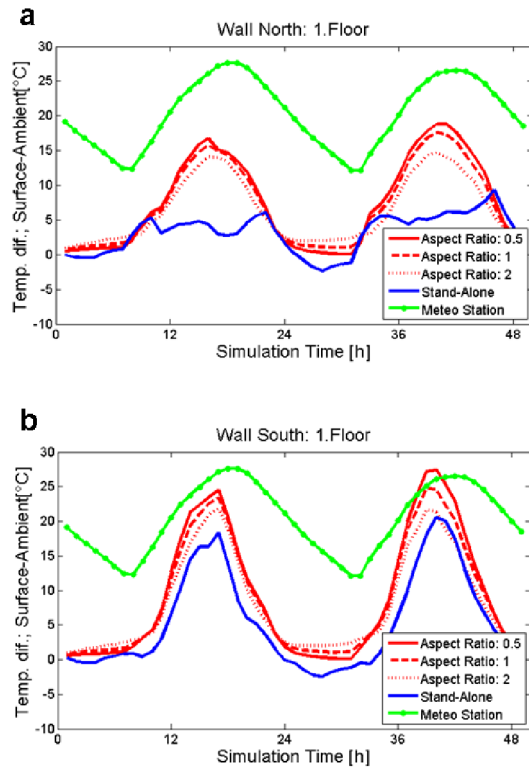 a
Wall North: 1.Floor
Temp. dif.; Surface-Ambient[°C]
30
25
20
15
10
5
0
-5
-10
Aspect Ratio: 0.5
Aspect Ratio: 1
Aspect Ratio: 2
Stand-Alone
Meteo Station
0
12
24
36
48
Simulation Time [h]
b
Wall South: 1.Floor
Temp. dif.; Surface-Ambient[°C]
30
25
20
15
10
5
0
-5
-10
Aspect Ratio: 0.5
Aspect Ratio: 1
Aspect Ratio: 2
Stand-Alone
Meteo Station
0
12
24
36
48
Simulation Time [h]